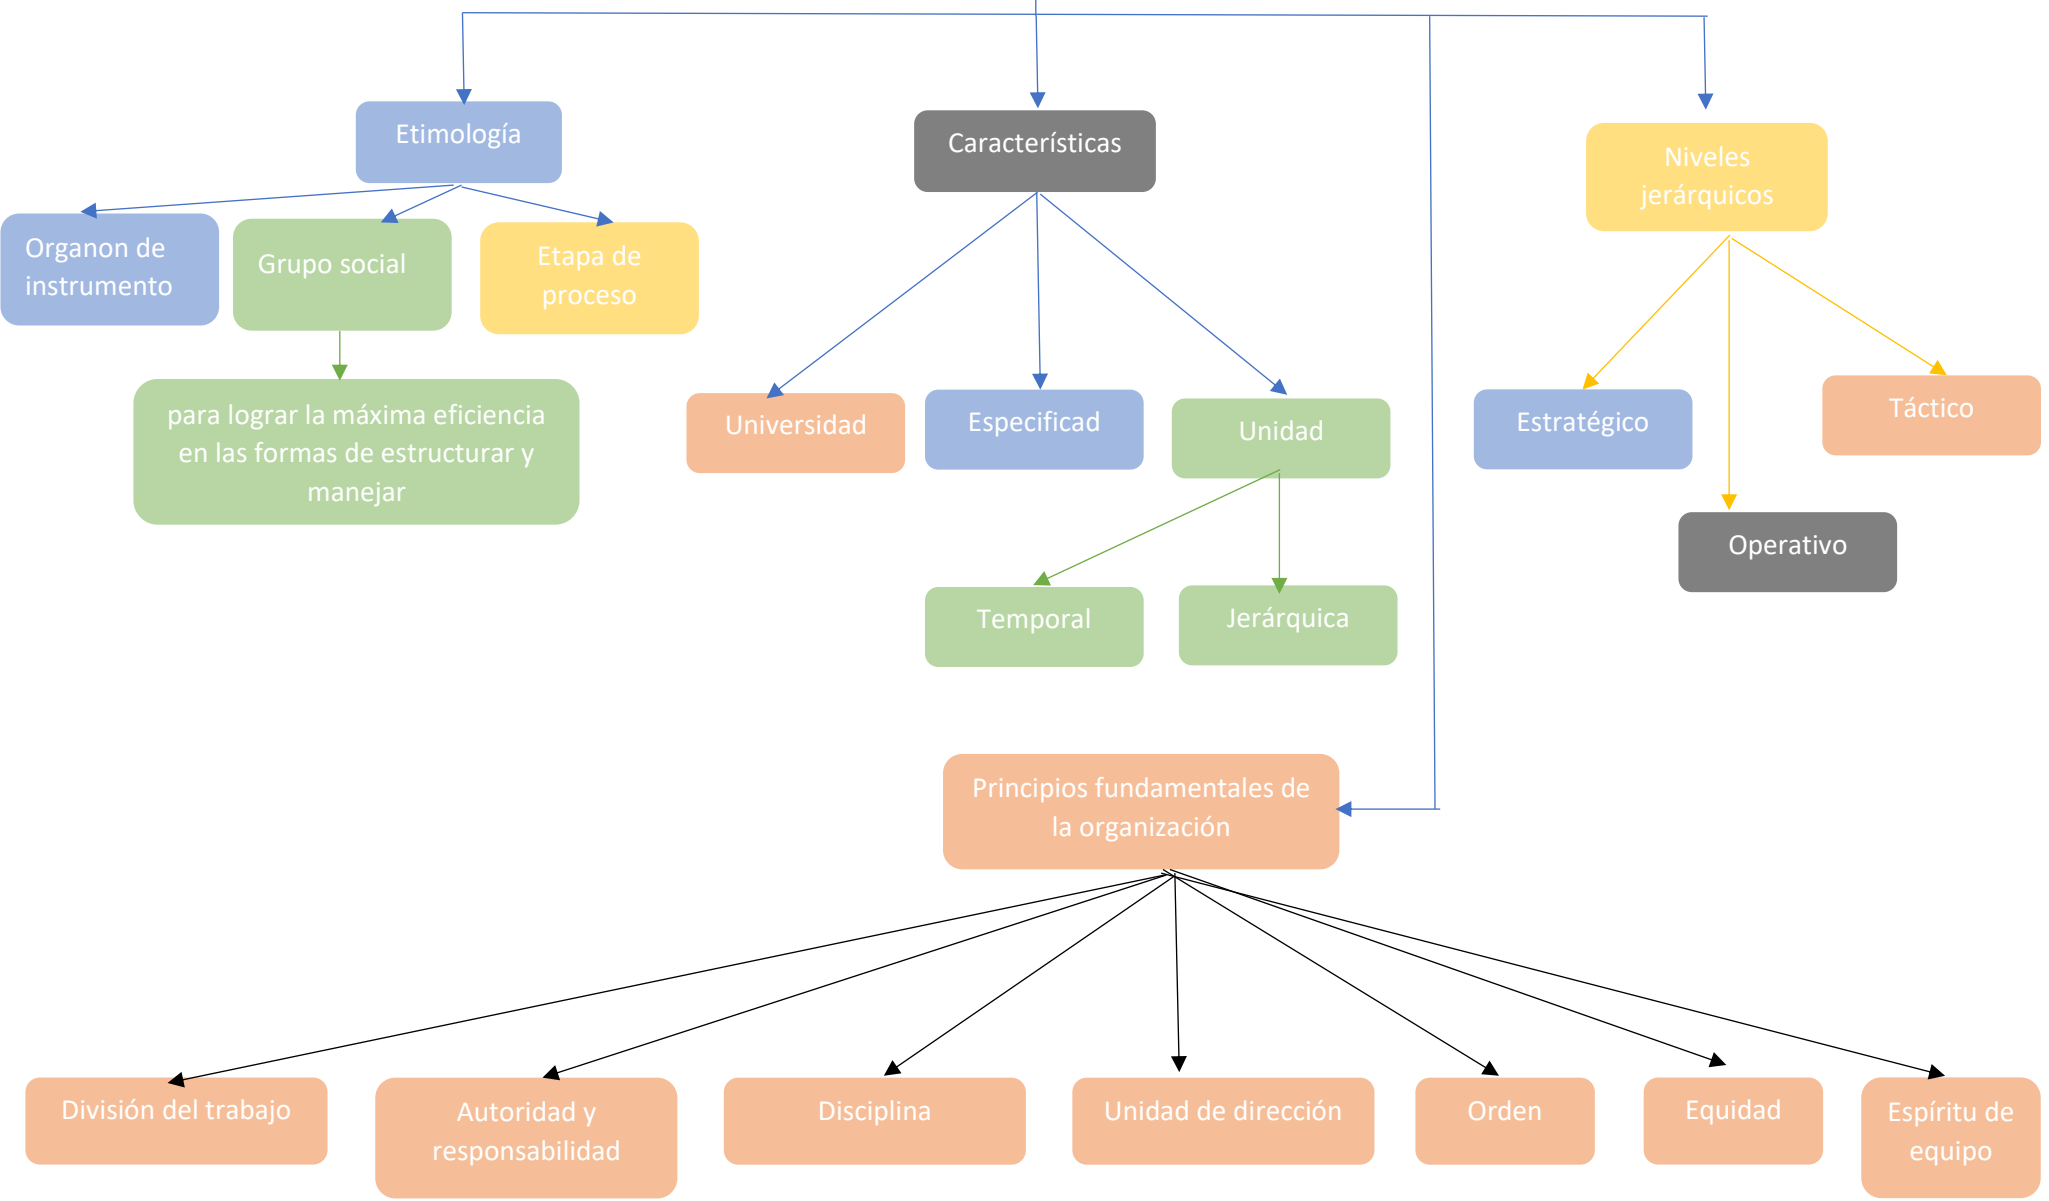 Etimología
Características
Niveles
jerárquicos
Organon de
instrumento
Grupo social
Etapa de
proceso
para lograr la máxima eficiencia
en las formas de estructurar y
manejar
Universidad
Especificad
Unidad
Estratégico
Táctico
Operativo
Temporal
Jerárquica
Principios fundamentales de
la organización
División del trabajo
Autoridad y
responsabilidad
Disciplina
Unidad de dirección
Orden
Equidad
Espíritu de
equipo